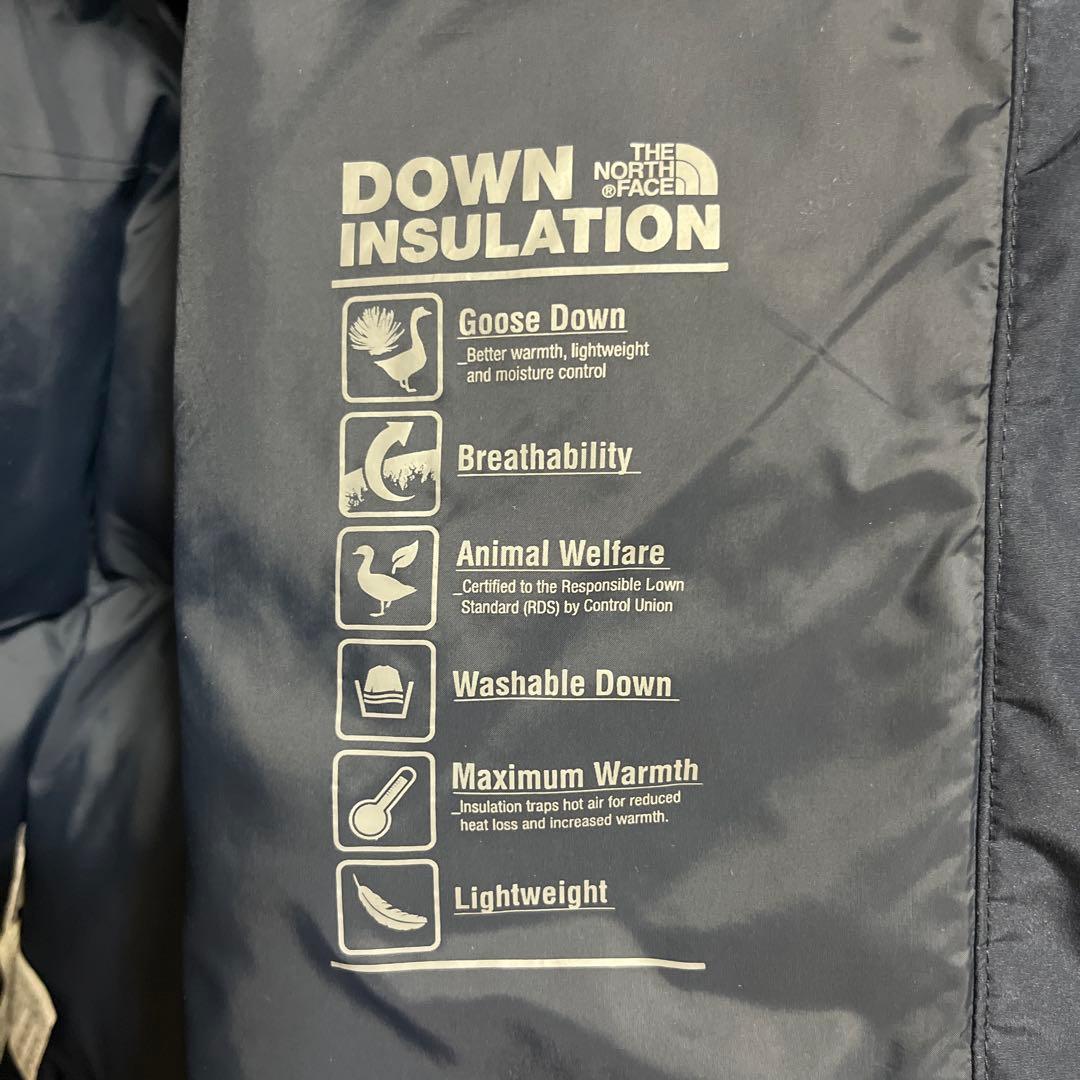 DOWN
INSULATION
THE
NORTH
®FACE
Goose Down
_Better warmth, lightweight
and moisture control
Breathability
Animal Welfare
_Certified to the Responsible Lown
Standard (RDS) by Control Union
Washable Down
Maximum Warmth
_Insulation traps hot air for reduced
heat loss and increased warmth.
Lightweight